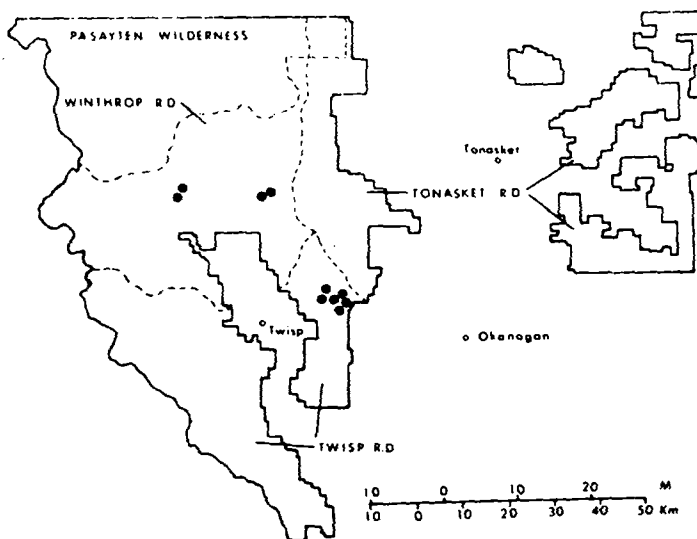 PASAYTEN WILDERNESS
WINTHROP R.D
Tonasket
TONASKET R.D
Twisp
Okanagan
TWISP R.D
10 0 10 20 M
10 0 10 20 30 40 50 Km